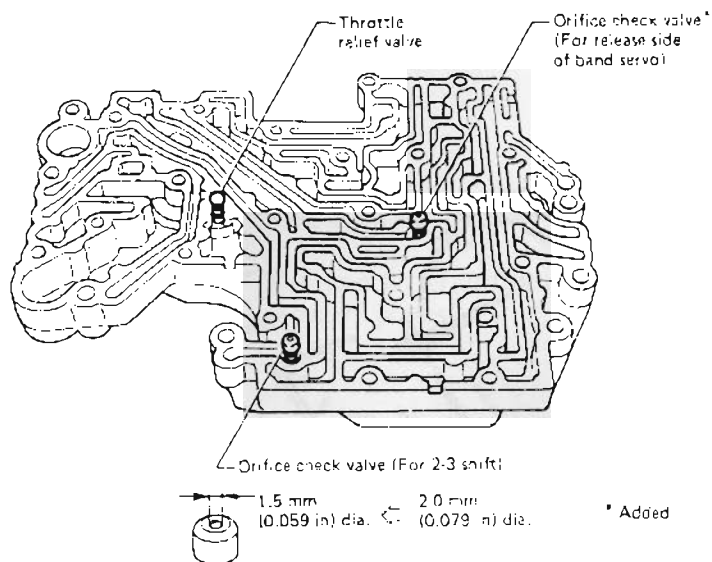 Throttle
relief valve
Orifice check valve*
(For release side
of band servo)
Orifice check valve (For 2-3 shift)
1.5 mm
(0.059 in) dia.
2.0 mm
(0.079 in) dia.
* Added